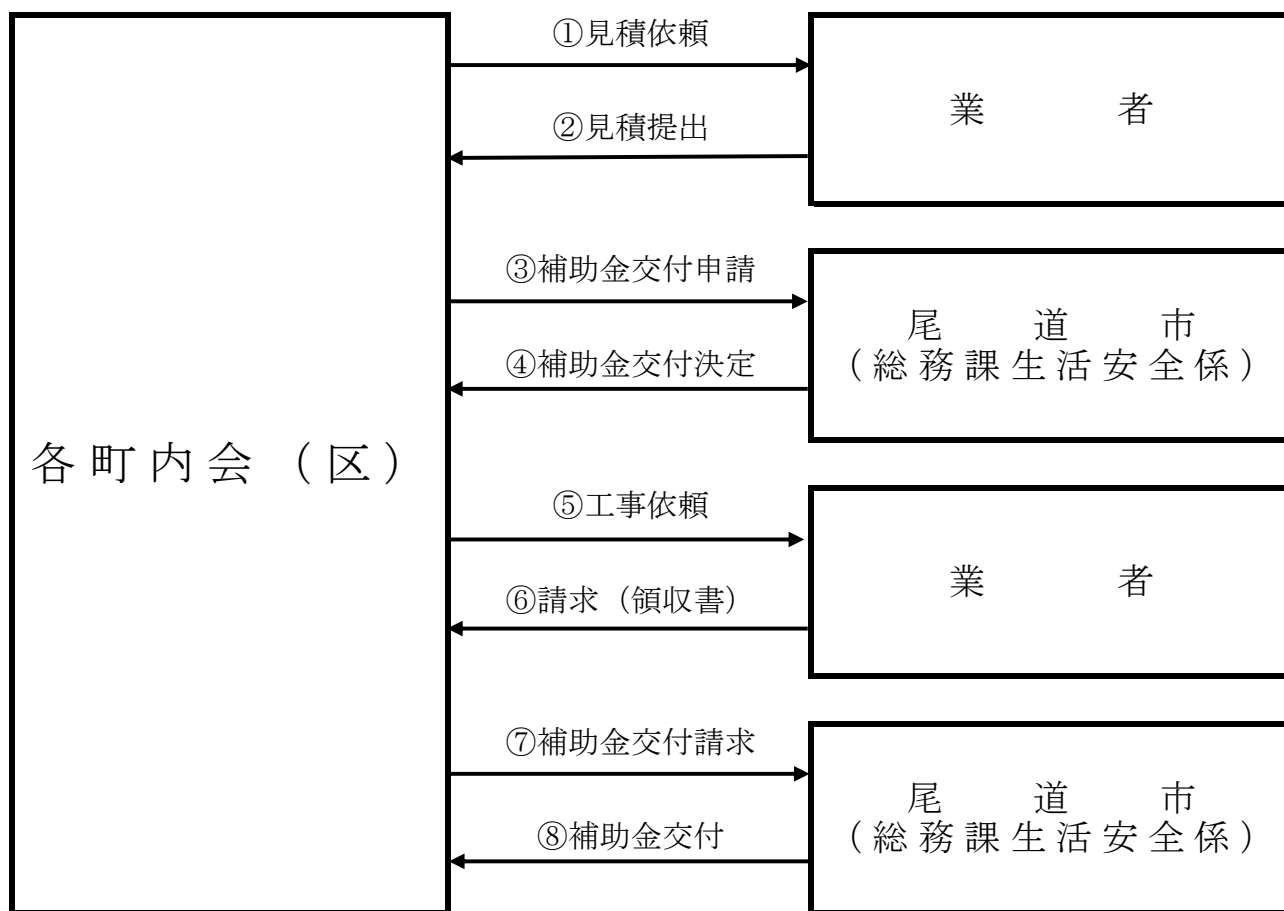 ①見積依頼
業者
②見積提出
③補助金交付申請
尾道市
(総務課生活安全係)
④補助金交付決定
各町内会(区)
⑤工事依頼
業者
⑥請求(領収書)
⑦補助金交付請求
尾道市
(総務課生活安全係)
⑧補助金交付